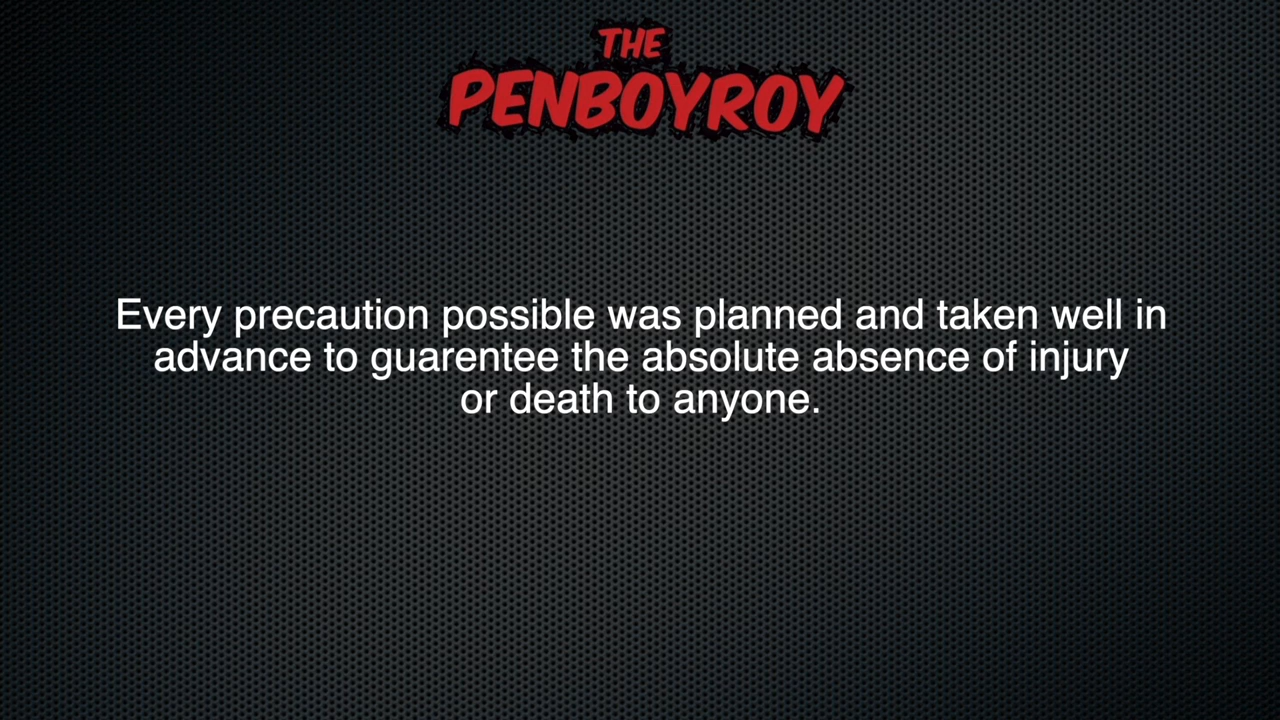 THE
PENBOYROY
Every precaution possible was planned and taken well in
advance to guarentee the absolute absence of injury
or death to anyone.